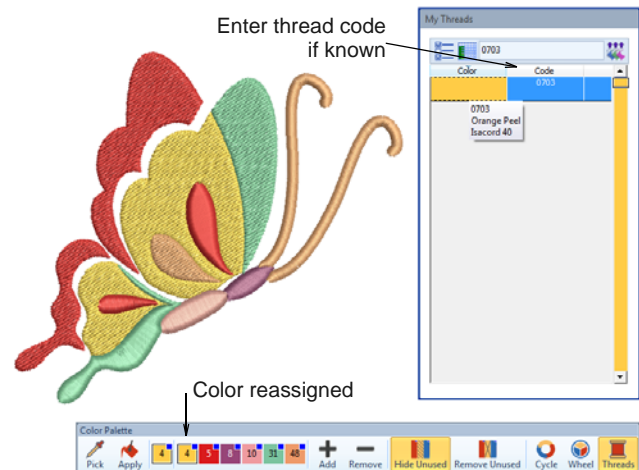 Enter thread code
if known
My Threads
0703
Color Code
0703
0703
Orange Peel
Isacord 40
Color reassigned
Color Palette
4 4 5 8 10 31 48
Pick Apply Add Remove Hide Unused Remove Unused Cycle Wheel Threads